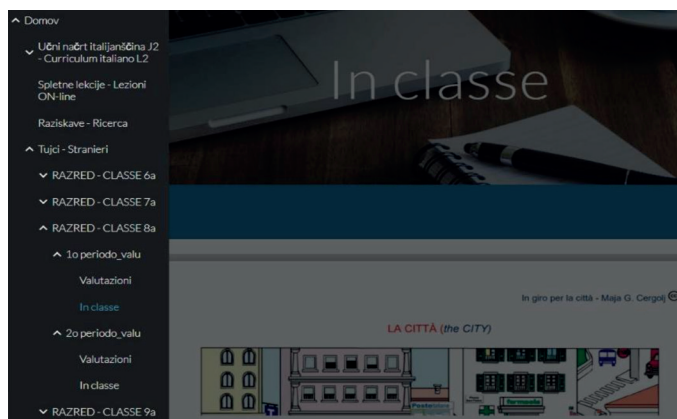 Domov
Učni načrt italijanščina J2
- Curriculum italiano L2
Spletne lekcije - Lezioni
ON-line
Raziskave - Ricerca
Tujci - Stranieri
RAZRED - CLASSE 6a
RAZRED - CLASSE 7a
RAZRED - CLASSE 8a
1o periodo_valu
Valutazioni
In classe
2o periodo_valu
Valutazioni
In classe
RAZRED - CLASSE 9a
In classe
In giro per la città - Maja G. Cergolj
LA CITTÀ (the CITY)
farmacia